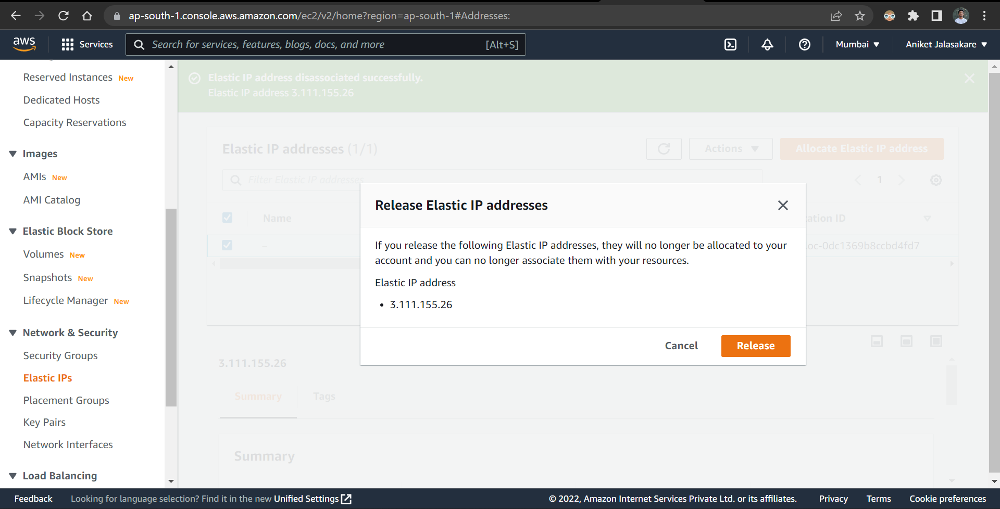 ap-south-1.console.aws.amazon.com/ec2/v2/home?region=ap-south-1#Addresses:
aws
Services
Search for services, features, blogs, docs, and more
[Alt+S]
Mumbai
Aniket Jalasakare
Reserved Instances New
Dedicated Hosts
Capacity Reservations
Images
AMIs New
AMI Catalog
Elastic Block Store
Volumes New
Snapshots New
Lifecycle Manager New
Network & Security
Security Groups
Elastic IPs
Placement Groups
Key Pairs
Network Interfaces
Load Balancing
Elastic IP address disassociated successfully.
Elastic IP address 3.111.155.26
Elastic IP addresses (1/1)
Actions
Allocate Elastic IP address
Filter Elastic IP addresses
1
Name
ation ID
–
oc-0dc1369b8ccbd4fd7
Release Elastic IP addresses
If you release the following Elastic IP addresses, they will no longer be allocated to your
account and you can no longer associate them with your resources.
Elastic IP address
• 3.111.155.26
Cancel
Release
3.111.155.26
Summary
Tags
Summary
Feedback
Looking for language selection? Find it in the new Unified Settings
© 2022, Amazon Internet Services Private Ltd. or its affiliates.
Privacy
Terms
Cookie preferences